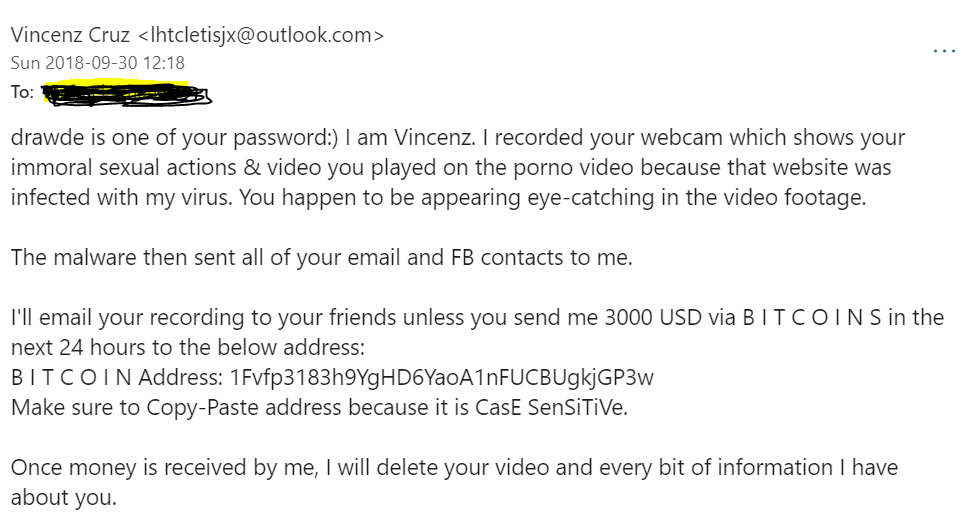 Vincenz Cruz <lhtcletisjx@outlook.com>
Sun 2018-09-30 12:18
To:
drawde is one of your password:) I am Vincenz. I recorded your webcam which shows your
immoral sexual actions & video you played on the porno video because that website was
infected with my virus. You happen to be appearing eye-catching in the video footage.
The malware then sent all of your email and FB contacts to me.
I'll email your recording to your friends unless you send me 3000 USD via B I T C O I N S in the
next 24 hours to the below address:
B I T C O I N Address: 1Fvfp3183h9YgHD6YaoA1nFUCBUgkjGP3w
Make sure to Copy-Paste address because it is CasE SenSiTiVe.
Once money is received by me, I will delete your video and every bit of information I have
about you.